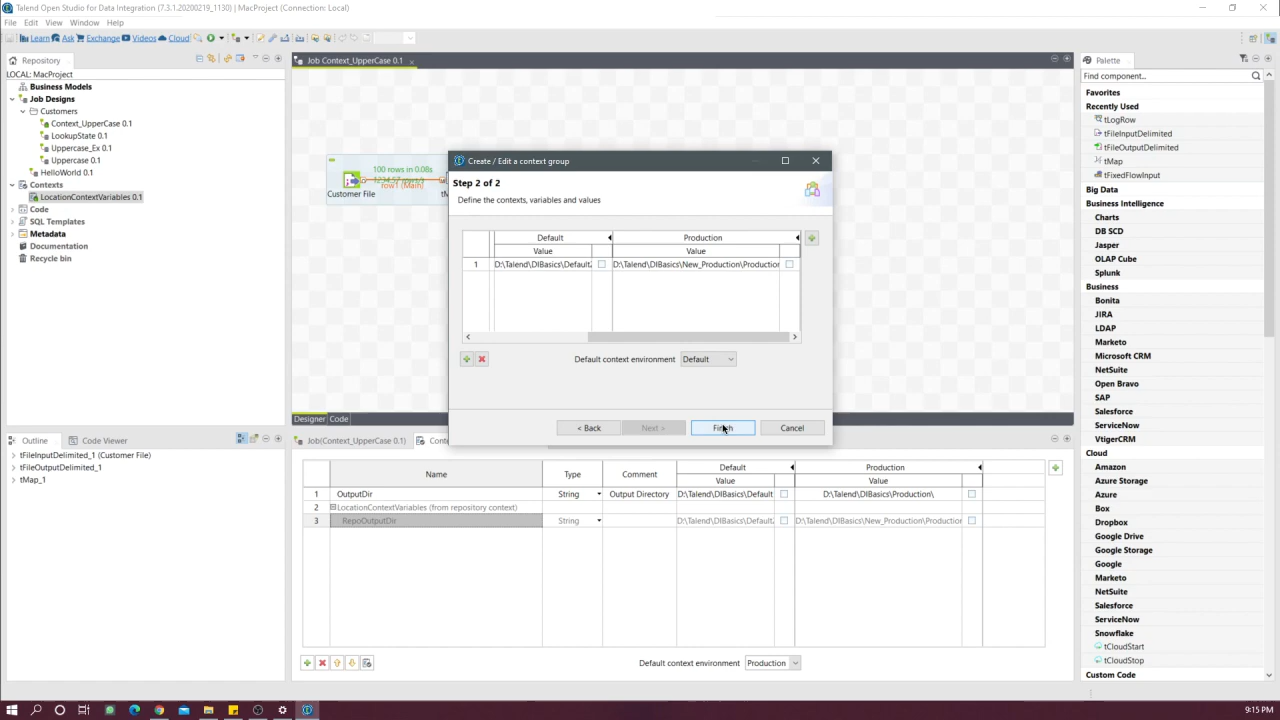 Talend Open Studio for Data Integration (7.3.1.20200219_1130) | MacProject (Connection: Local)
File Edit View Window Help
Learn Ask Exchange Videos Cloud
Repository
LOCAL: MacProject
Business Models
Job Designs
Customers
Context_UpperCase 0.1
LookupState 0.1
Uppercase_Ex 0.1
Uppercase 0.1
HelloWorld 0.1
Contexts
LocationContextVariables 0.1
Code
SQL Templates
Metadata
Documentation
Recycle bin
Job Context_UpperCase 0.1
100 rows in 0.08s
row1 (Main)
Customer File
Create / Edit a context group
Step 2 of 2
Define the contexts, variables and values
Default Production
Value Value
1 D:\Talend\DIBasics\Default. D:\Talend\DIBasics\New_Production\Production
Default context environment Default
< Back Next > Finish Cancel
Designer Code
Outline Code Viewer
tFileInputDelimited_1 (Customer File)
tFileOutputDelimited_1
tMap_1
Job(Context_UpperCase 0.1)
Name Type Comment Default Production
Value Value
1 OutputDir String Output Directory D:\Talend\DIBasics\Default D:\Talend\DIBasics\Production\
2 LocationContextVariables (from repository context)
3 RepoOutputDir String D:\Talend\DIBasics\Default. D:\Talend\DIBasics\New_Production\Production
Default context environment Production
Palette
Find component...
Favorites
Recently Used
tLogRow
tFileInputDelimited
tFileOutputDelimited
tMap
tFixedFlowInput
Big Data
Business Intelligence
Charts
DB SCD
Jasper
OLAP Cube
Splunk
Business
Bonita
JIRA
LDAP
Marketo
Microsoft CRM
NetSuite
Open Bravo
SAP
Salesforce
ServiceNow
VtigerCRM
Cloud
Amazon
Azure Storage
Azure
Box
Dropbox
Google Drive
Google Storage
Google
Marketo
NetSuite
Salesforce
ServiceNow
Snowflake
tCloudStart
tCloudStop
Custom Code
9:15 PM